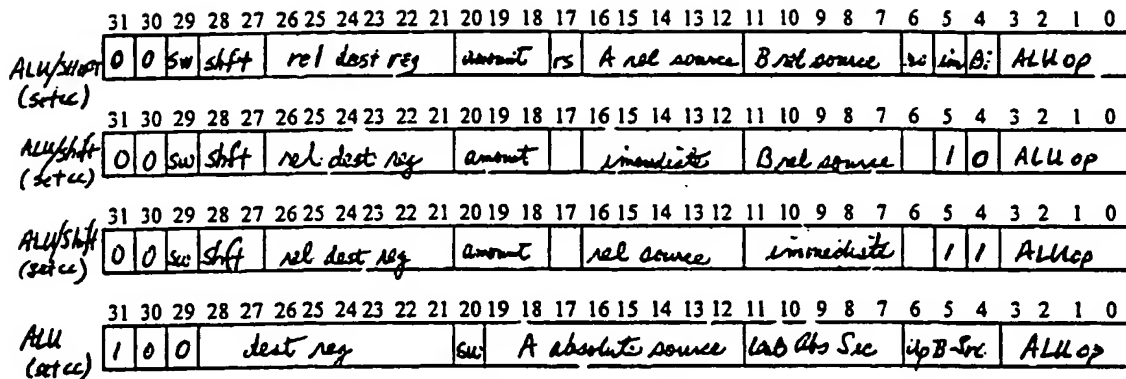 31 30 29 28 27 26 25 24 23 22 21 20 19 18 17 16 15 14 13 12 11 10 9 8 7 6 5 4 3 2 1 0
ALU/Shift 0 0 sw shft rel dest reg amount rs A rel source B rel source im Bi ALU op
(setcc)
31 30 29 28 27 26 25 24 23 22 21 20 19 18 17 16 15 14 13 12 11 10 9 8 7 6 5 4 3 2 1 0
ALU/Shift 0 0 sw shft rel dest reg amount immediate B rel source 1 0 ALU op
(setcc)
31 30 29 28 27 26 25 24 23 22 21 20 19 18 17 16 15 14 13 12 11 10 9 8 7 6 5 4 3 2 1 0
ALU/Shift 0 0 sw Shft rel dest reg amount rel source immediate 1 1 ALUop
(setcc)
31 30 29 28 27 26 25 24 23 22 21 20 19 18 17 16 15 14 13 12 11 10 9 8 7 6 5 4 3 2 1 0
ALU 1 0 0 dest reg sw A absolute source Abs Src B-Src ALU op
(setcc)